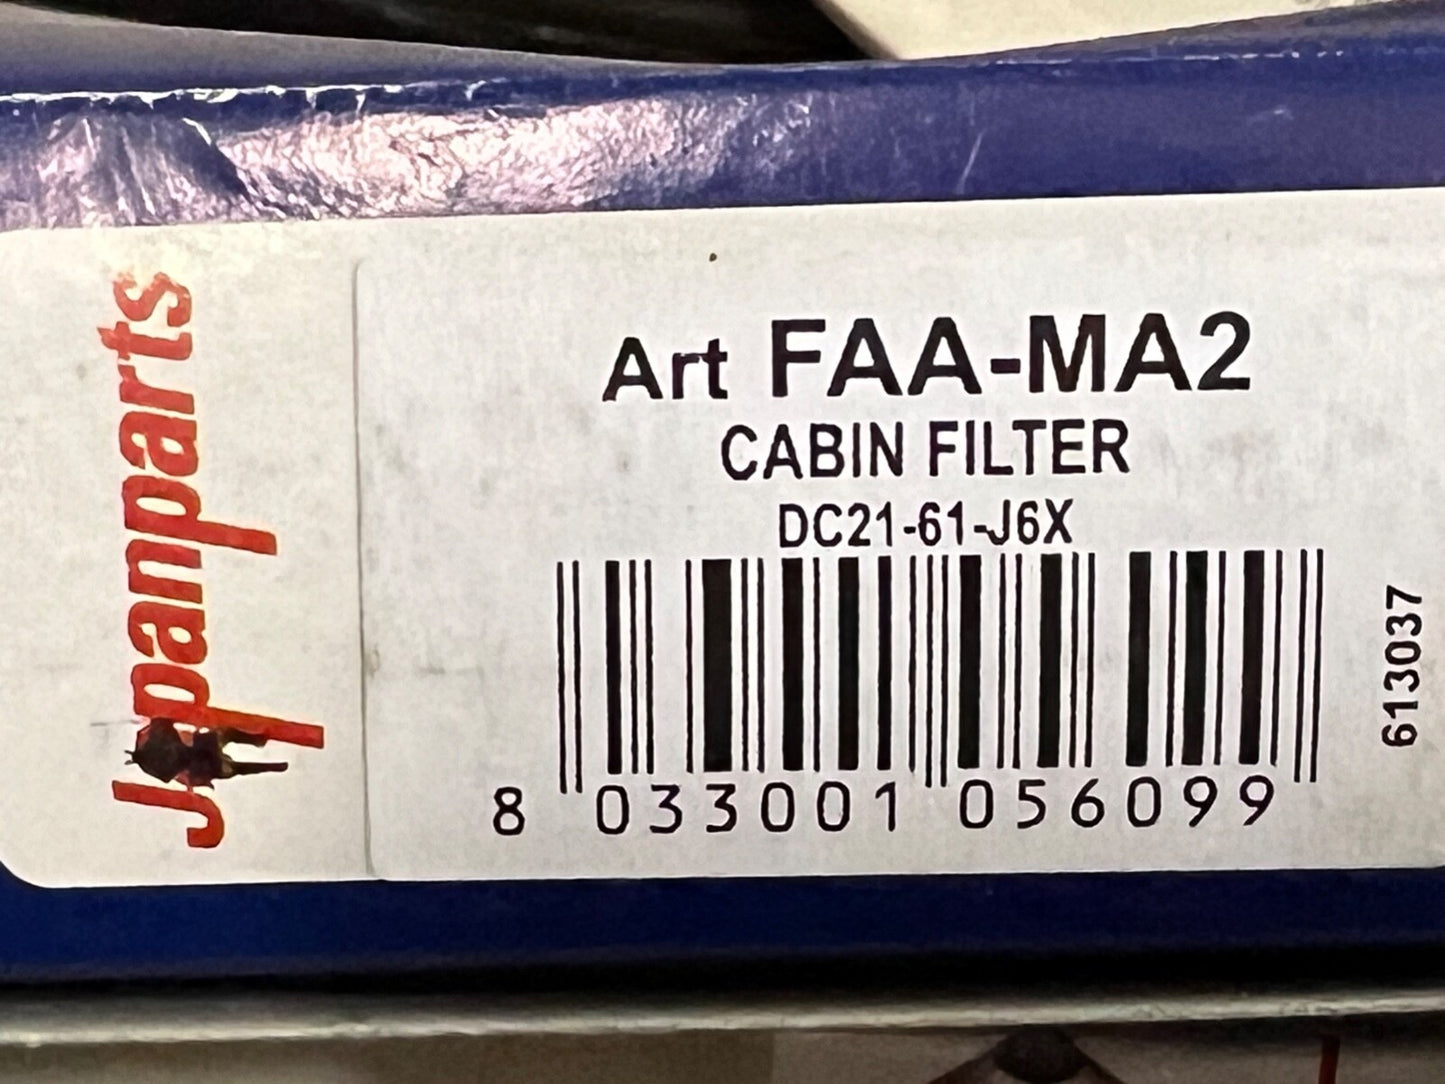 Japanparts
Art FAA-MA2
CABIN FILTER
DC21-61-J6X
8 033001 056099
613037